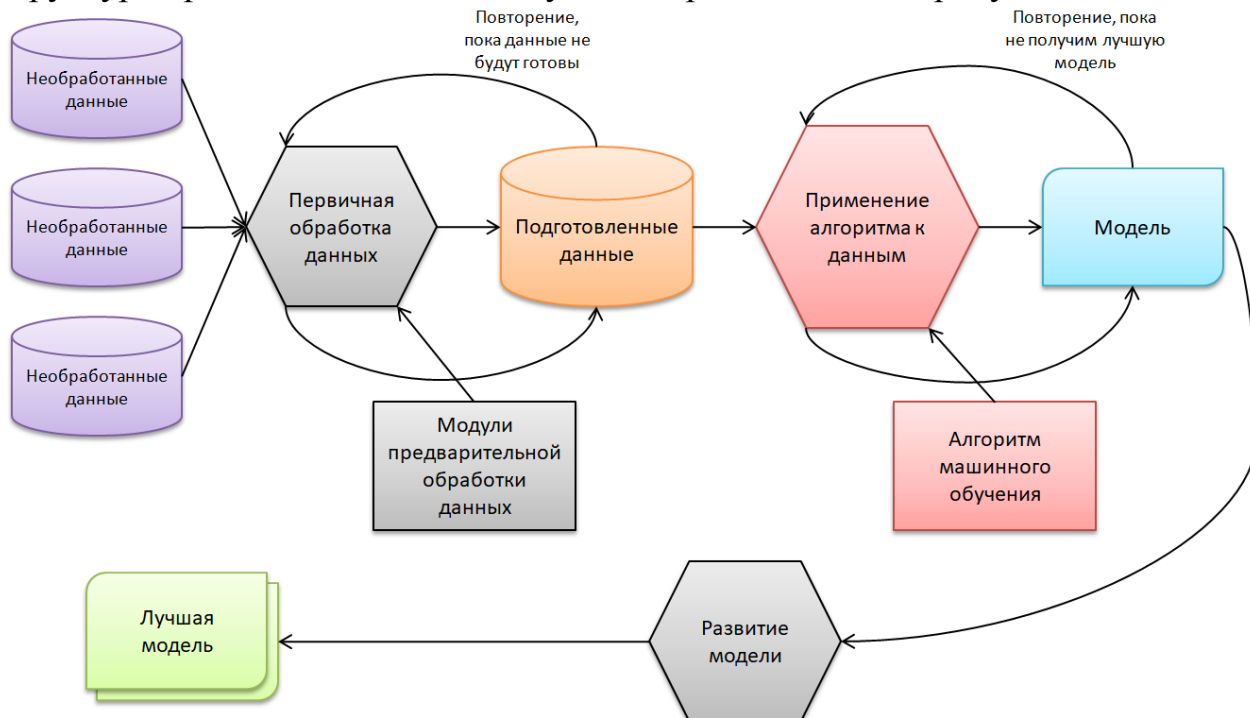 Повторение,
пока данные не
будут готовы
Повторение, пока
не получим лучшую
модель
Необработанные
данные
Необработанные
данные
Необработанные
данные
Первичная
обработка
данных
Подготовленные
данные
Применение
алгоритма к
данным
Модель
Модули
предварительной
обработки
данных
Алгоритм
машинного
обучения
Лучшая
модель
Развитие
модели